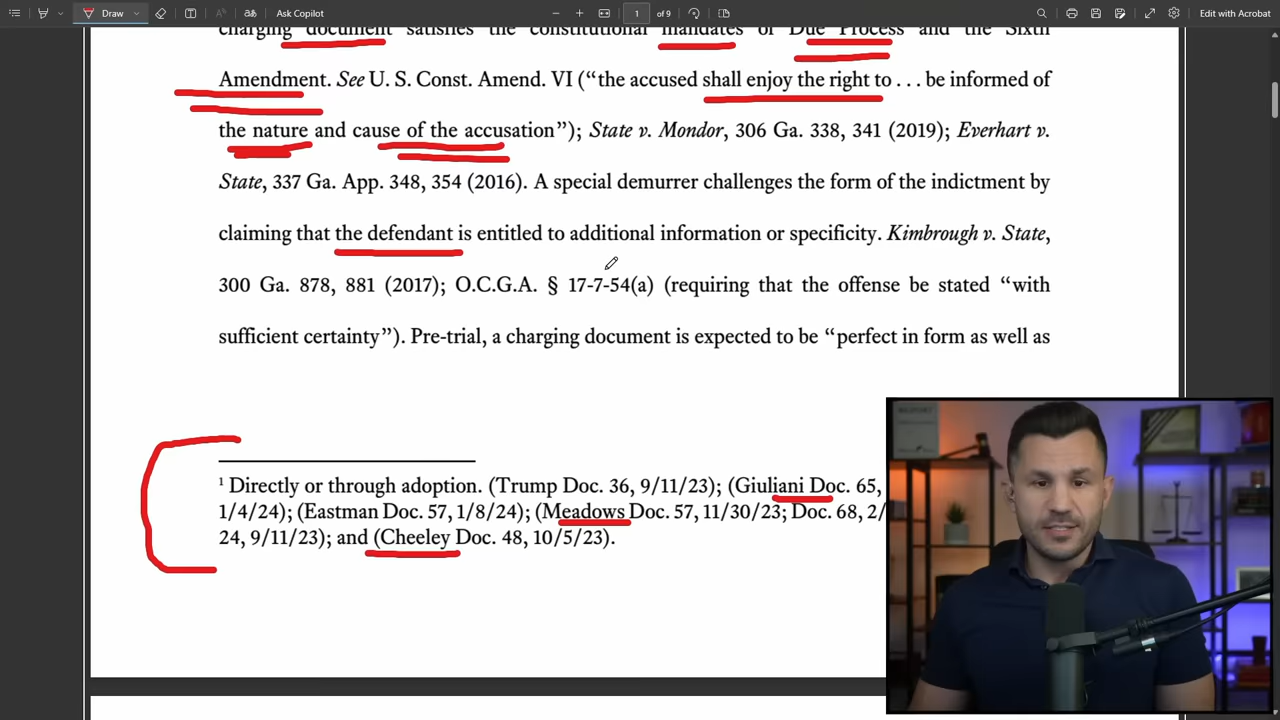 Draw
Ask Copilot
1
of 9
Edit with Acrobat
charging document satisfies the constitutional mandates of Due Process and the Sixth
Amendment. See U. S. Const. Amend. VI (“the accused shall enjoy the right to . . . be informed of
the nature and cause of the accusation”); State v. Mondor, 306 Ga. 338, 341 (2019); Everhart v.
State, 337 Ga. App. 348, 354 (2016). A special demurrer challenges the form of the indictment by
claiming that the defendant is entitled to additional information or specificity. Kimbrough v. State,
300 Ga. 878, 881 (2017); O.C.G.A. § 17-7-54(a) (requiring that the offense be stated “with
sufficient certainty”). Pre-trial, a charging document is expected to be “perfect in form as well as
1 Directly or through adoption. (Trump Doc. 36, 9/11/23); (Giuliani Doc. 65,
1/4/24); (Eastman Doc. 57, 1/8/24); (Meadows Doc. 57, 11/30/23; Doc. 68, 2/
24, 9/11/23); and (Cheeley Doc. 48, 10/5/23).